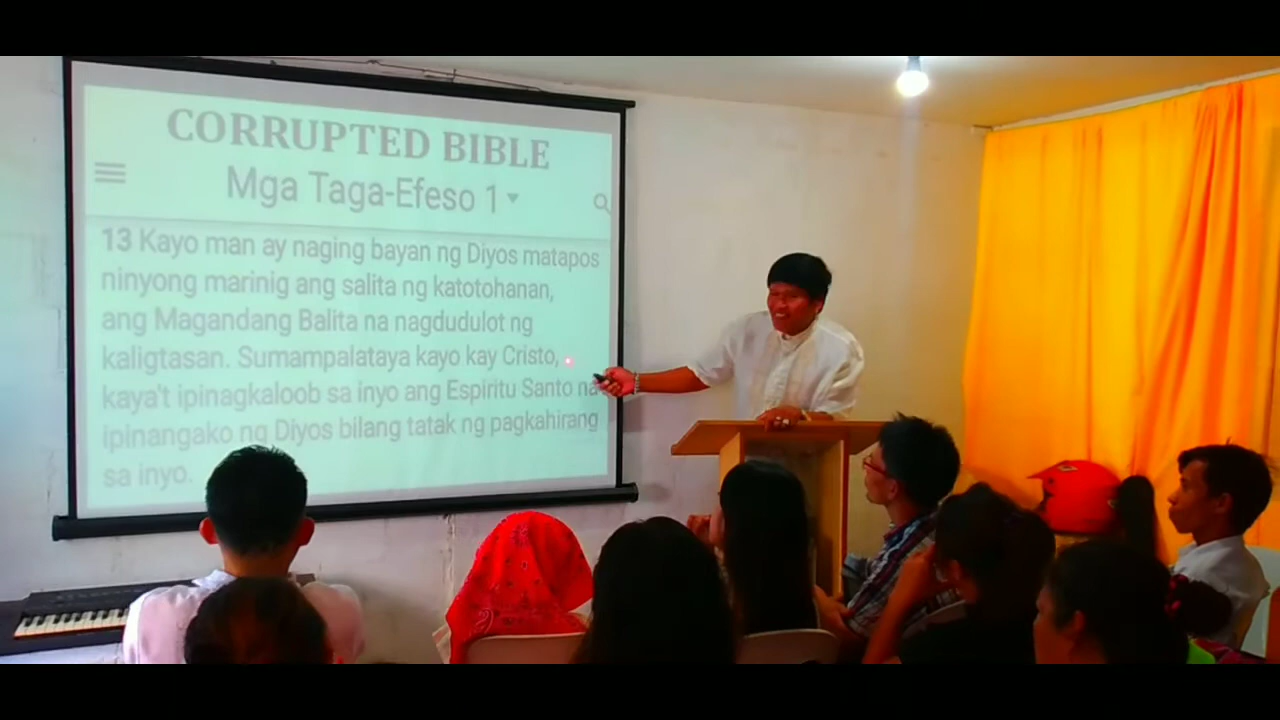 CORRUPTED BIBLE
Mga Taga-Efeso 1
13 Kayo man ay naging bayan ng Diyos matapos
ninyong marinig ang salita ng katotohanan,
ang Magandang Balita na nagdudulot ng
kaligtasan. Sumampalataya kayo kay Cristo,
kaya't ipinagkaloob sa inyo ang Espiritu Santo na
ipinangako ng Diyos bilang tatak ng pagkahirang
sa inyo.